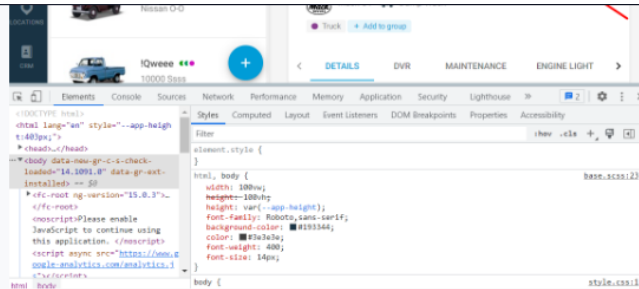 Nissan O-O
LOCATIONS
Truck + Add to group
CRM
!Qweee
10000 Ssss
+
< DETAILS DVR MAINTENANCE ENGINE LIGHT >
Elements Console Sources Network Performance Memory Application Security Lighthouse » 2
<!DOCTYPE html>
<html lang="en" style="--app-heigh
t:403px;">
<head>…</head>
<body data-new-gr-c-s-check-
loaded="14.1091.0" data-gr-ext-
installed> == $0
<fc-root ng-version="15.0.3">…
</fc-root>
<noscript>Please enable
JavaScript to continue using
this application. </noscript>
<script async src="https://www.g
oogle-analytics.com/analytics.j
s"></script>
html body
Styles Computed Layout Event Listeners DOM Breakpoints Properties Accessibility
Filter :hov .cls +
element.style {
}
html, body { base.scss:23
width: 100vw;
height: 100vh;
height: var(--app-height);
font-family: Roboto,sans-serif;
background-color: #193344;
color: #3e3e3e;
font-weight: 400;
font-size: 14px;
}
body { style.css:1